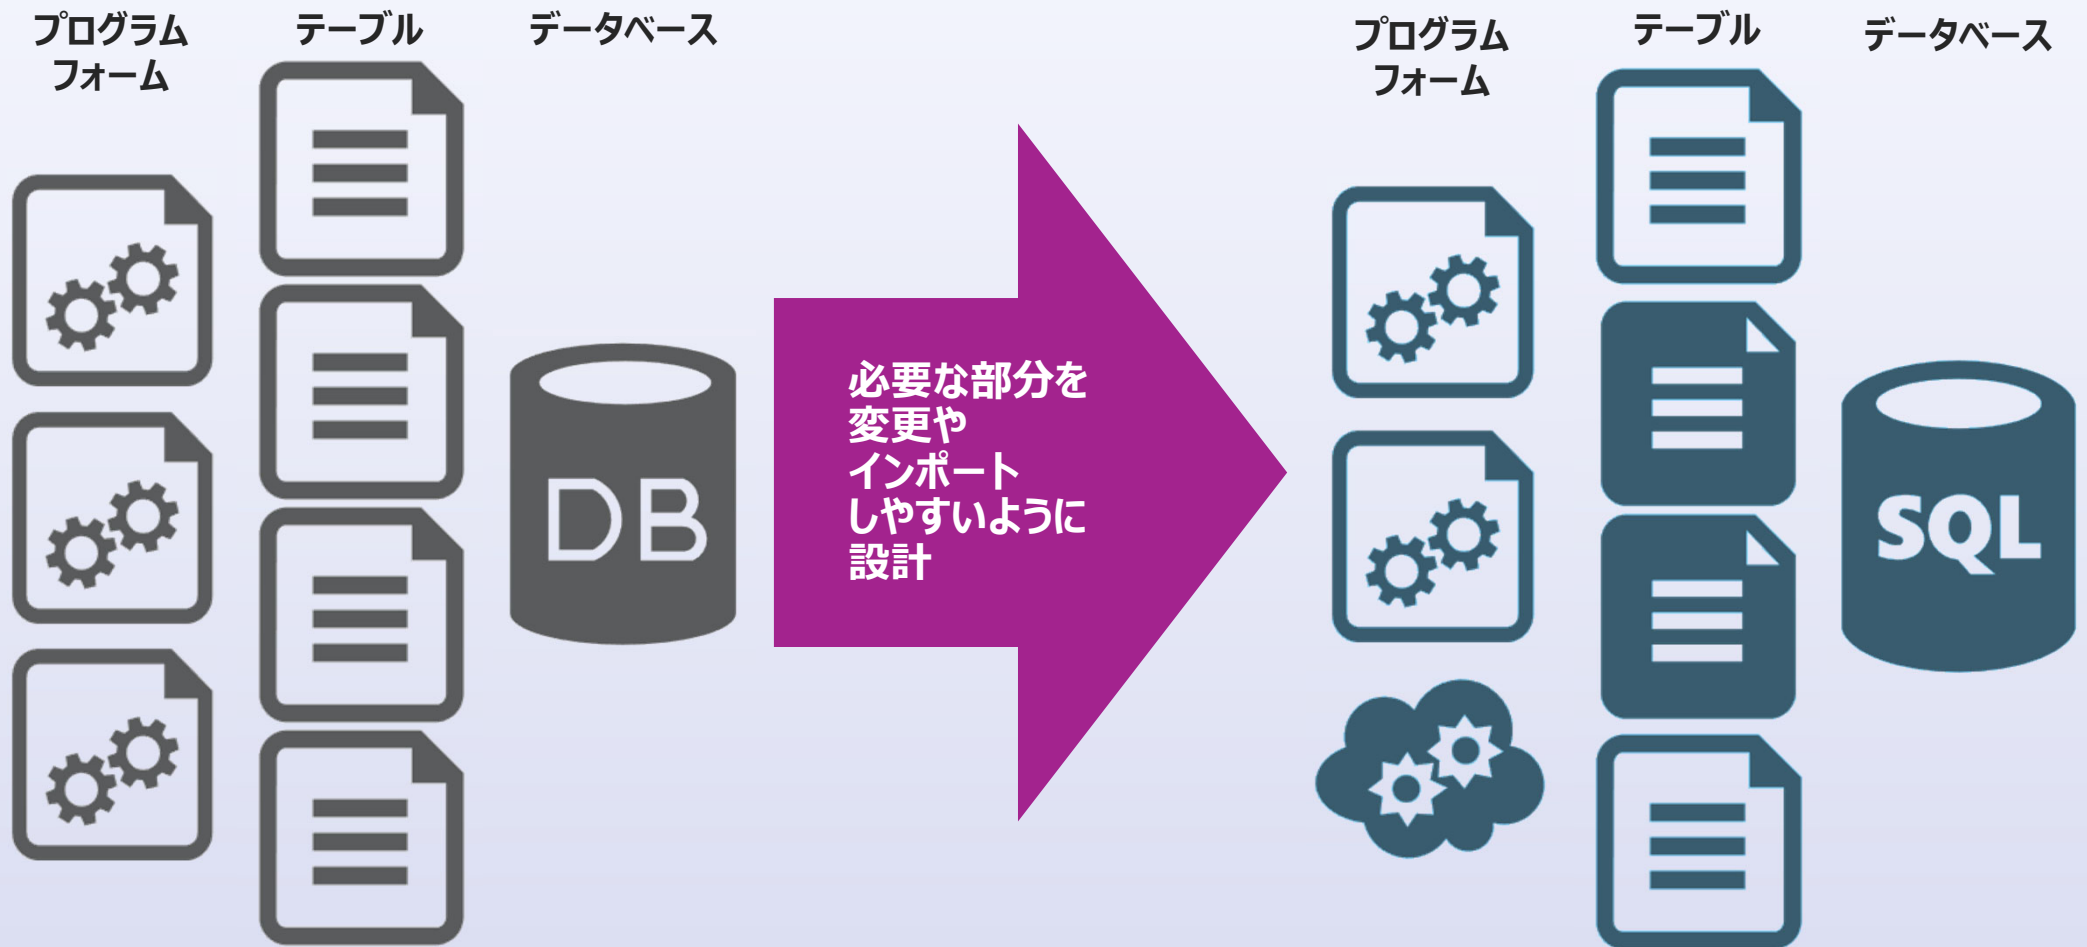 プログラム
フォーム
テーブル
データベース
DB
必要な部分を
変更や
インポート
しやすいように
設計
プログラム
フォーム
テーブル
データベース
SQL